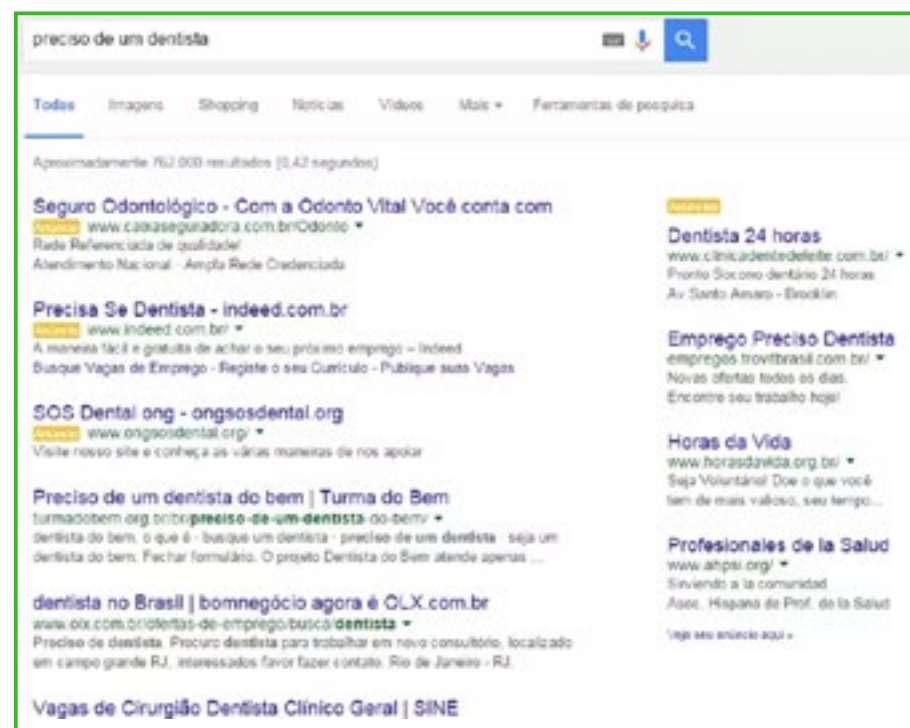 preciso de um dentista
Todas Imagens Shopping Notícias Vídeos Mais Ferramentas de pesquisa
Aproximadamente 762.000 resultados (0,42 segundos)
Seguro Odontológico - Com a Odonto Vital Você conta com
Anúncio www.caixaseguradora.com.br/Odonto
Rede Referenciada de qualidade!
Atendimento Nacional - Ampla Rede Credenciada
Precisa Se Dentista - indeed.com.br
Anúncio www.indeed.com.br/
A maneira fácil e gratuita de achar o seu próximo emprego – Indeed
Busque Vagas de Emprego - Registe o seu Currículo - Publique suas Vagas
SOS Dental ong - ongsosdental.org
Anúncio www.ongsosdental.org/
Visite nosso site e conheça as várias maneiras de nos apoiar
Preciso de um dentista do bem | Turma do Bem
turmadobem.org.br/br/preciso-de-um-dentista-do-bem/
dentista do bem. o que é · busque um dentista · preciso de um dentista · seja um
dentista do bem. Fechar formulário. O projeto Dentista do Bem atende apenas ...
dentista no Brasil | bomnegócio agora é OLX.com.br
www.olx.com.br/ofertas-de-emprego/busca/dentista
Preciso de dentista. Procuro dentista para trabalhar em novo consultório, localizado
em campo grande RJ, interessados favor fazer contato. Rio de Janeiro - RJ.
Vagas de Cirurgião Dentista Clínico Geral | SINE
Anúncios
Dentista 24 horas
www.clinicadentedeleite.com.br/
Pronto Socorro dentário 24 horas
Av Santo Amaro - Brooklin
Emprego Preciso Dentista
empregos.trovitbrasil.com.br/
Novas ofertas todos os dias.
Encontre seu trabalho hoje!
Horas da Vida
www.horasdavida.org.br/
Seja Voluntário! Doe o que você
tem de mais valioso, seu tempo...
Profesionales de la Salud
www.ahpsi.org/
Sirviendo a la comunidad
Asoc. Hispana de Prof. de la Salud
Veja seu anúncio aqui »